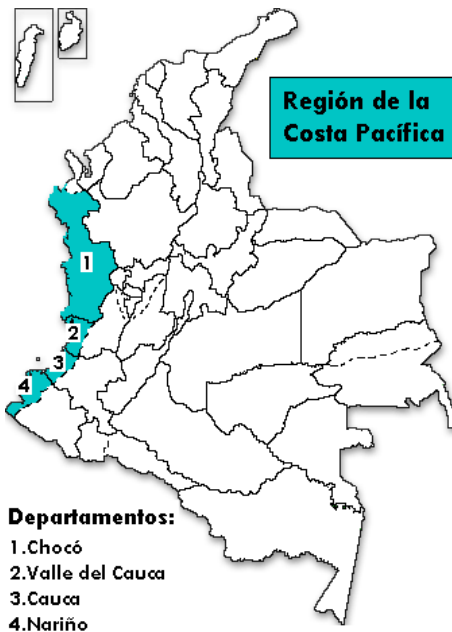 Región de la
Costa Pacífica
1
2
3
4
Departamentos:
1.Chocó
2.Valle del Cauca
3.Cauca
4.Nariño